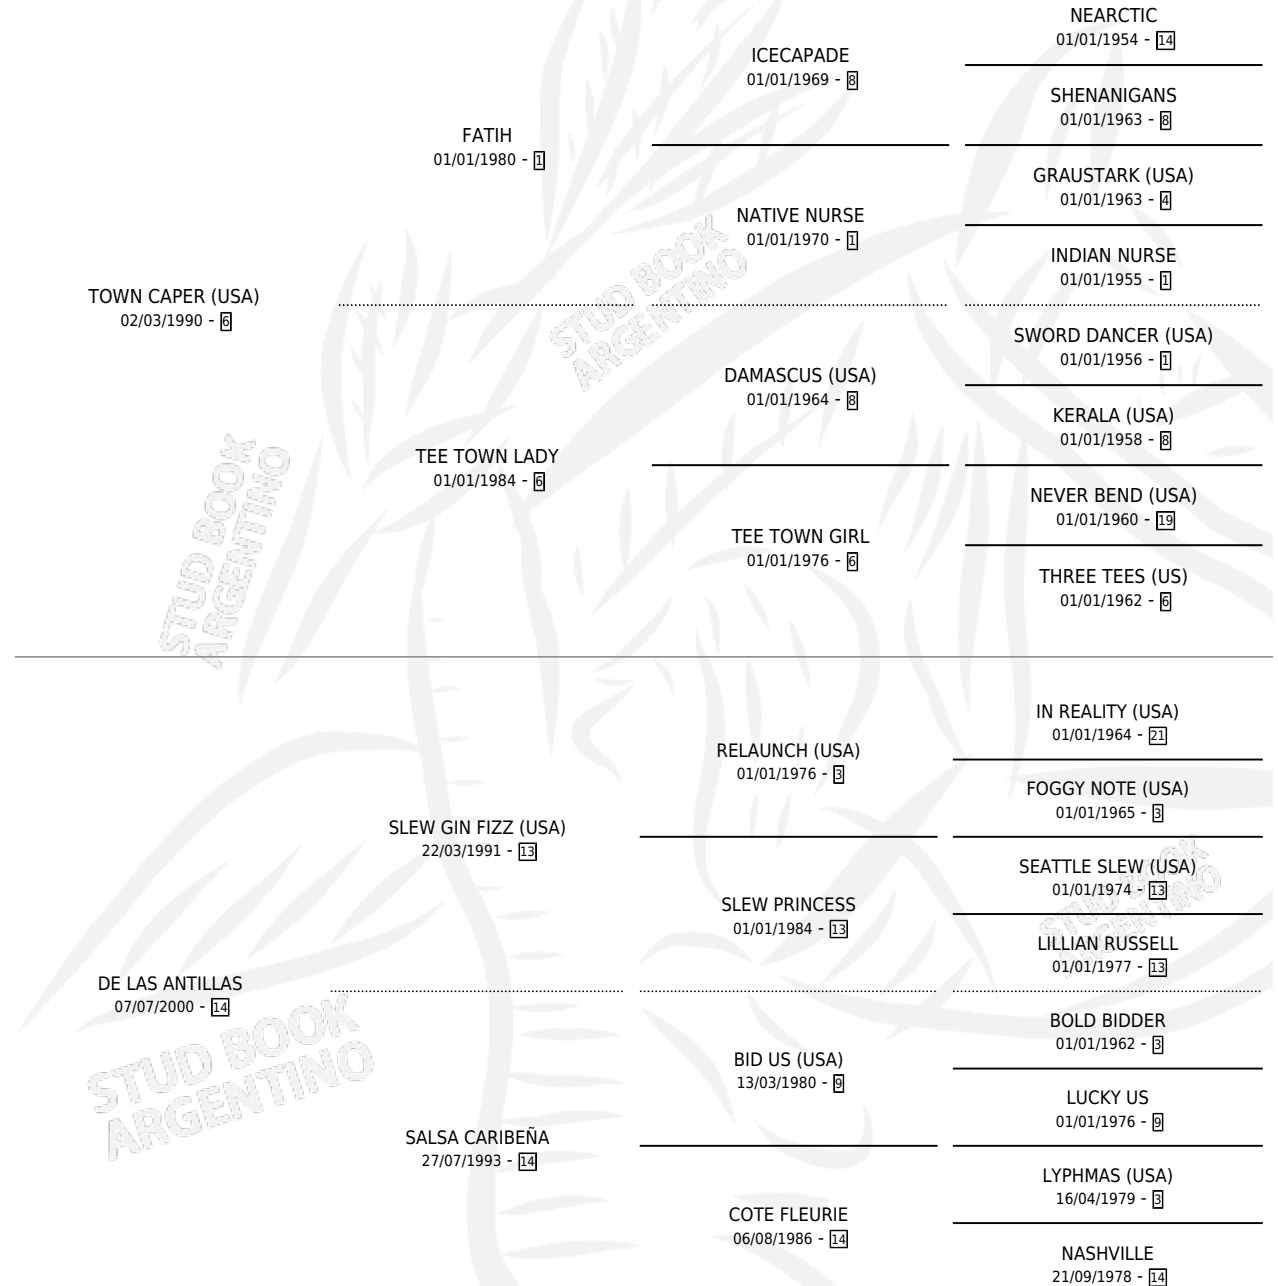 NEARCTIC
01/01/1954 - 14
ICECAPADE
01/01/1969 - 8
SHENANIGANS
01/01/1963 - 8
FATIH
01/01/1980 - 1
GRAUSTARK (USA)
01/01/1963 - 4
NATIVE NURSE
01/01/1970 - 1
INDIAN NURSE
01/01/1955 - 1
TOWN CAPER (USA)
02/03/1990 - 6
SWORD DANCER (USA)
01/01/1956 - 1
DAMASCUS (USA)
01/01/1964 - 8
KERALA (USA)
01/01/1958 - 8
TEE TOWN LADY
01/01/1984 - 6
NEVER BEND (USA)
01/01/1960 - 19
TEE TOWN GIRL
01/01/1976 - 6
THREE TEES (US)
01/01/1962 - 6
IN REALITY (USA)
01/01/1964 - 21
RELAUNCH (USA)
01/01/1976 - 3
FOGGY NOTE (USA)
01/01/1965 - 3
SLEW GIN FIZZ (USA)
22/03/1991 - 13
SEATTLE SLEW (USA)
01/01/1974 - 13
SLEW PRINCESS
01/01/1984 - 13
LILLIAN RUSSELL
01/01/1977 - 13
DE LAS ANTILLAS
07/07/2000 - 14
BOLD BIDDER
01/01/1962 - 3
BID US (USA)
13/03/1980 - 9
LUCKY US
01/01/1976 - 9
SALSA CARIBEÑA
27/07/1993 - 14
LYPHMAS (USA)
16/04/1979 - 3
COTE FLEURIE
06/08/1986 - 14
NASHVILLE
21/09/1978 - 14
STUD BOOK
ARGENTINO
STUD BOOK
ARGENTINO
STUD BOOK
ARGENTINO
STUD BOOK
ARGENTINO